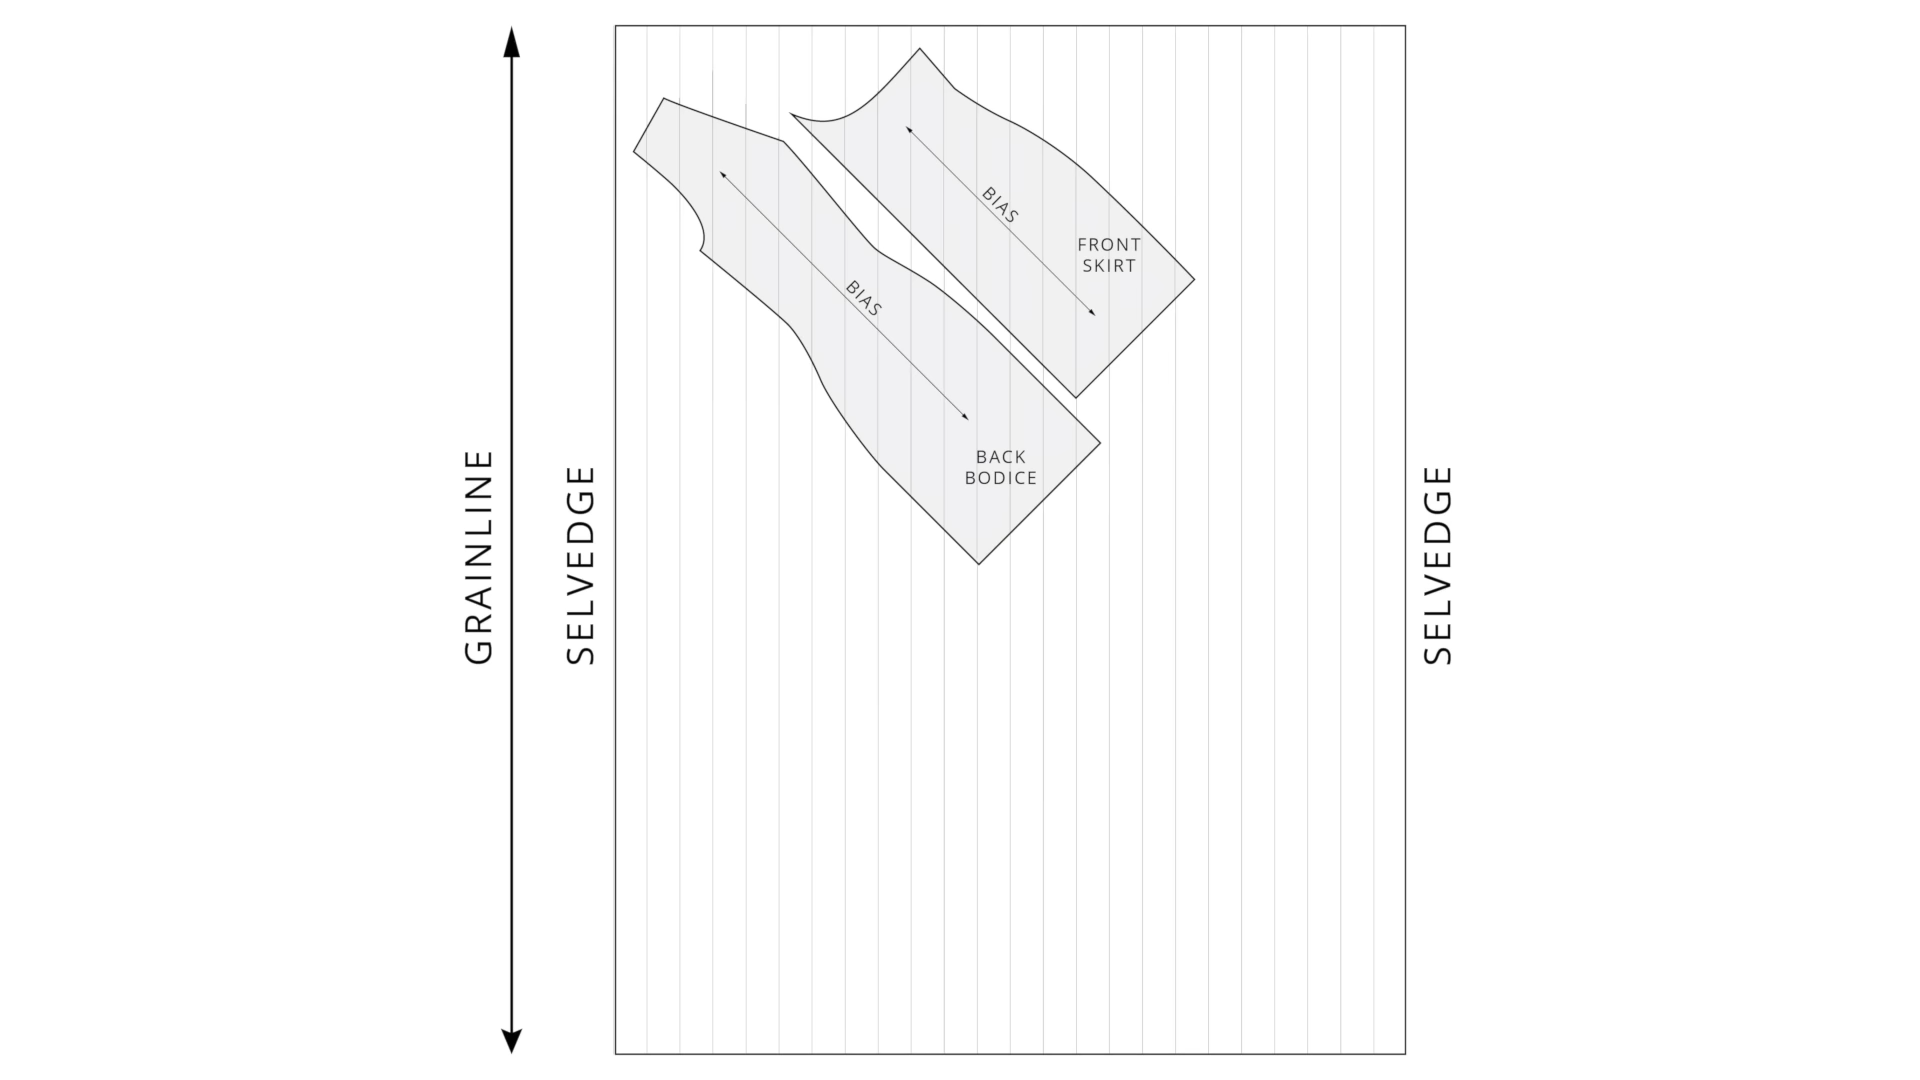 GRAINLINE
SELVEDGE
BIAS
BACK
BODICE
BIAS
FRONT
SKIRT
SELVEDGE